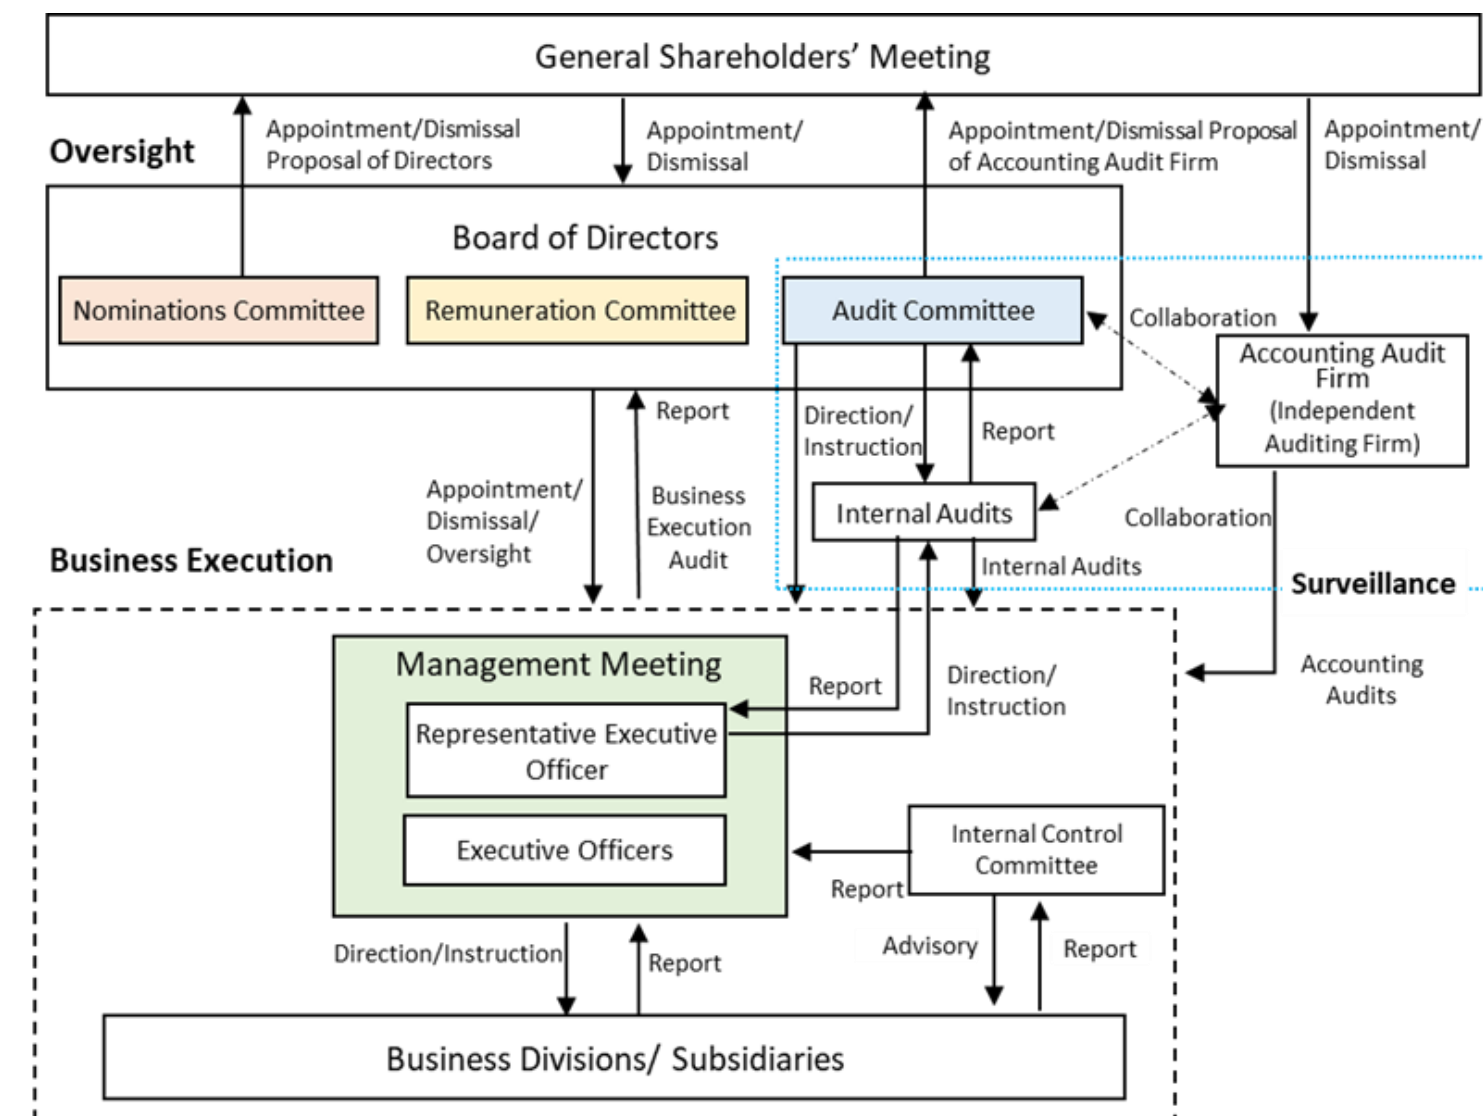 General Shareholders’ Meeting
Oversight
Appointment/Dismissal
Proposal of Directors
Appointment/
Dismissal
Appointment/Dismissal Proposal
of Accounting Audit Firm
Appointment/
Dismissal
Board of Directors
Nominations Committee
Remuneration Committee
Audit Committee
Collaboration
Accounting Audit
Firm
(Independent
Auditing Firm)
Report
Direction/
Instruction
Report
Appointment/
Dismissal/
Oversight
Business
Execution
Audit
Internal Audits
Collaboration
Business Execution
Internal Audits
Surveillance
Management Meeting
Report
Direction/
Instruction
Accounting
Audits
Representative Executive
Officer
Executive Officers
Internal Control
Committee
Report
Direction/Instruction
Report
Advisory
Report
Business Divisions/ Subsidiaries